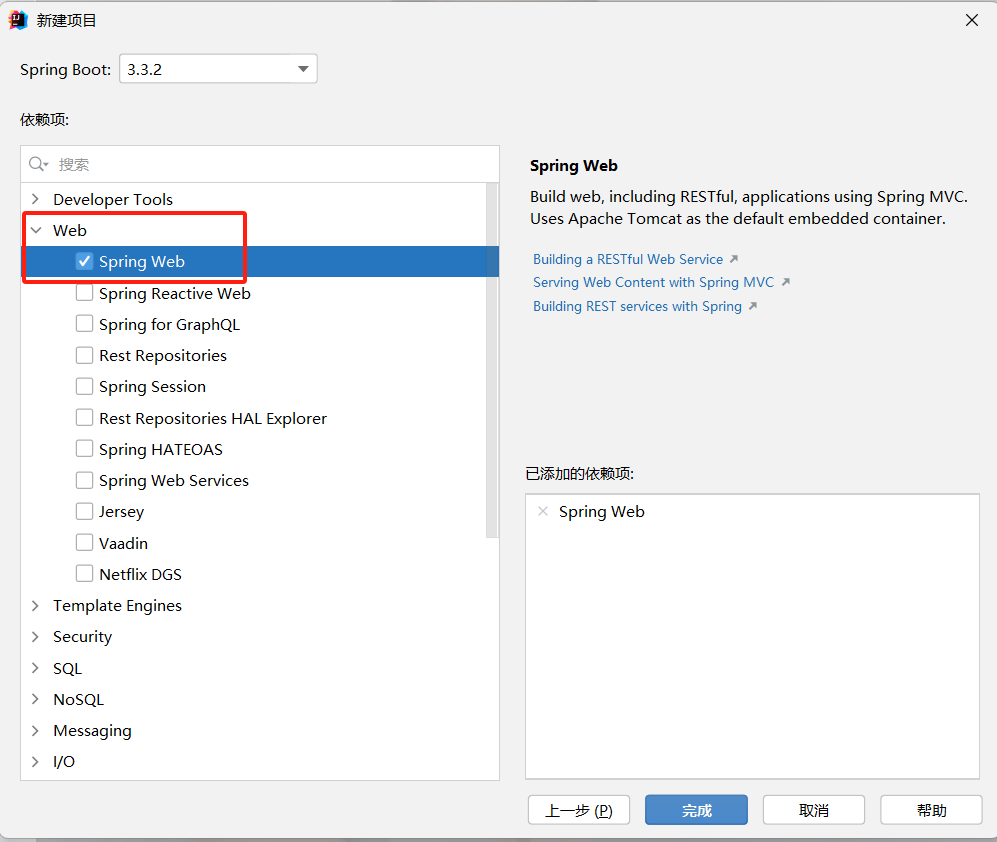 新建项目
Spring Boot: 3.3.2
依赖项:
搜索
Developer Tools
Web
Spring Web
Spring Reactive Web
Spring for GraphQL
Rest Repositories
Spring Session
Rest Repositories HAL Explorer
Spring HATEOAS
Spring Web Services
Jersey
Vaadin
Netflix DGS
Template Engines
Security
SQL
NoSQL
Messaging
I/O
Spring Web
Build web, including RESTful, applications using Spring MVC.
Uses Apache Tomcat as the default embedded container.
Building a RESTful Web Service
Serving Web Content with Spring MVC
Building REST services with Spring
已添加的依赖项:
Spring Web
上一步 (P) 完成 取消 帮助